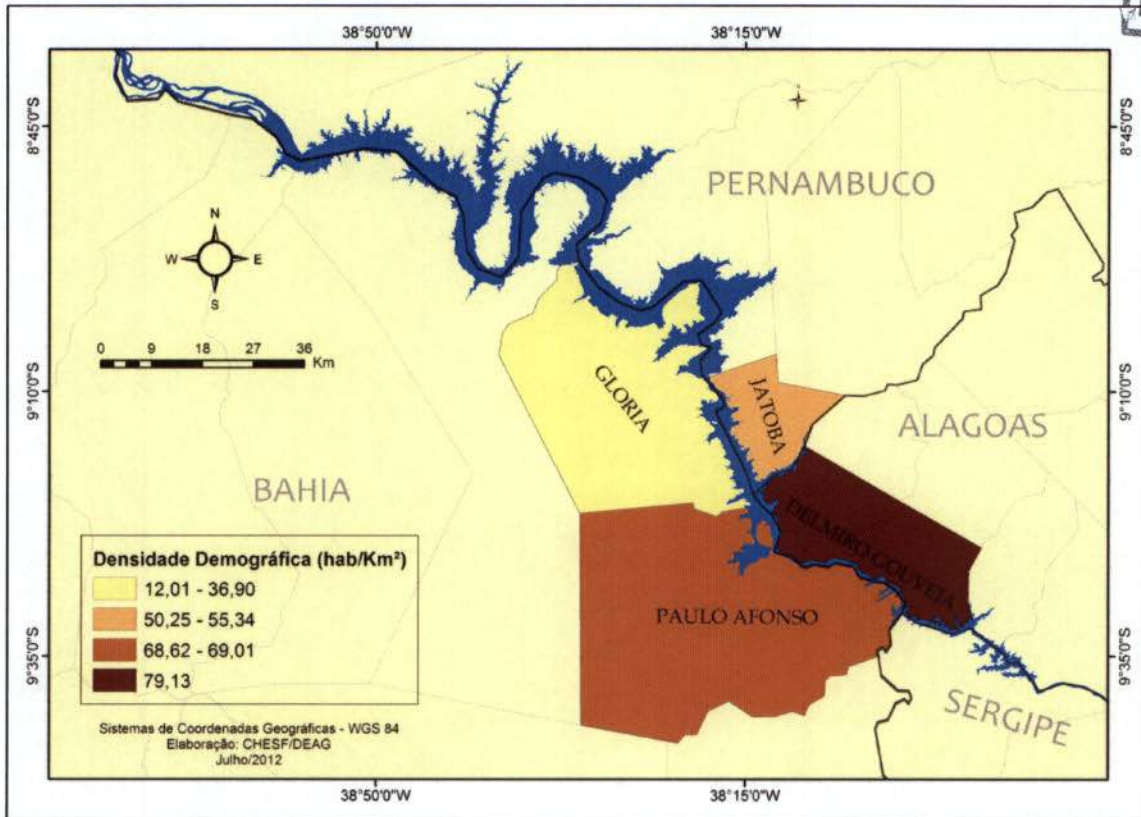 38°50'0"W
38°15'0"W
8°45'0"S
8°45'0"S
PERNAMBUCO
N
W
E
S
0 9 18 27 36
Km
GLORIA
JATOBA
9°10'0"S
9°10'0"S
ALAGOAS
BAHIA
DELMIRO GOUVEIA
Densidade Demográfica (hab/Km²)
12,01 - 36,90
50,25 - 55,34
68,62 - 69,01
79,13
PAULO AFONSO
9°35'0"S
9°35'0"S
SERGIPE
Sistemas de Coordenadas Geográficas - WGS 84
Elaboração: CHESF/DEAG
Julho/2012
38°50'0"W
38°15'0"W